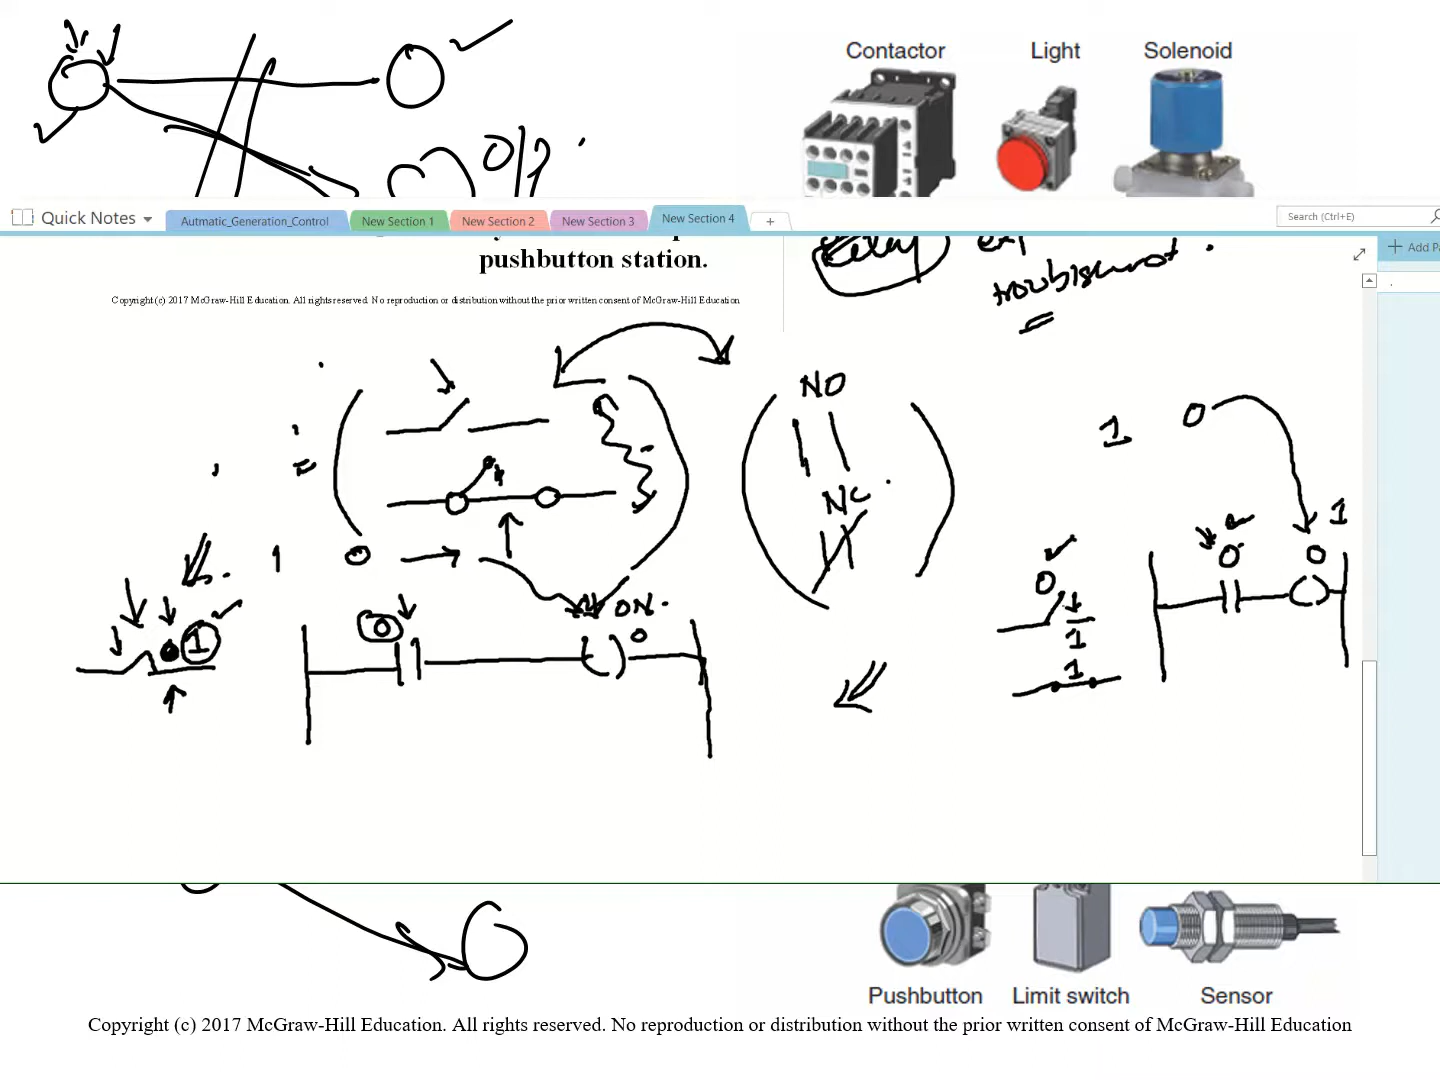 Contactor
Light
Solenoid
O/P
Quick Notes
Autmatic_Generation_Control
New Section 1
New Section 2
New Section 3
New Section 4
+
Search (Ctrl+E)
pushbutton station.
Copyright (c) 2017 McGraw-Hill Education. All rights reserved. No reproduction or distribution without the prior written consent of McGraw-Hill Education
Relay
troubleshoot.
NO
NC
1 0
1 0
1
0 ON.
0
0
0 0 1
1
1
1
Pushbutton
Limit switch
Sensor
Copyright (c) 2017 McGraw-Hill Education. All rights reserved. No reproduction or distribution without the prior written consent of McGraw-Hill Education